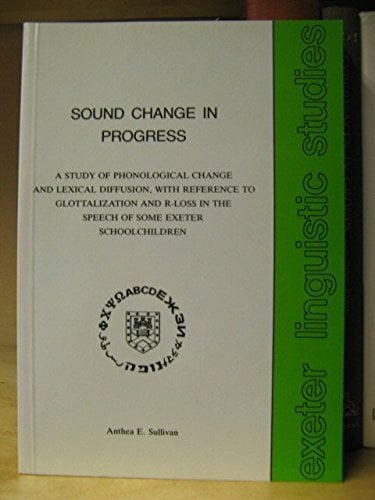 SOUND CHANGE IN
PROGRESS
A STUDY OF PHONOLOGICAL CHANGE
AND LEXICAL DIFFUSION, WITH REFERENCE TO
GLOTTALIZATION AND R-LOSS IN THE
SPEECH OF SOME EXETER
SCHOOLCHILDREN
Anthea E. Sullivan
exeter linguistic studies